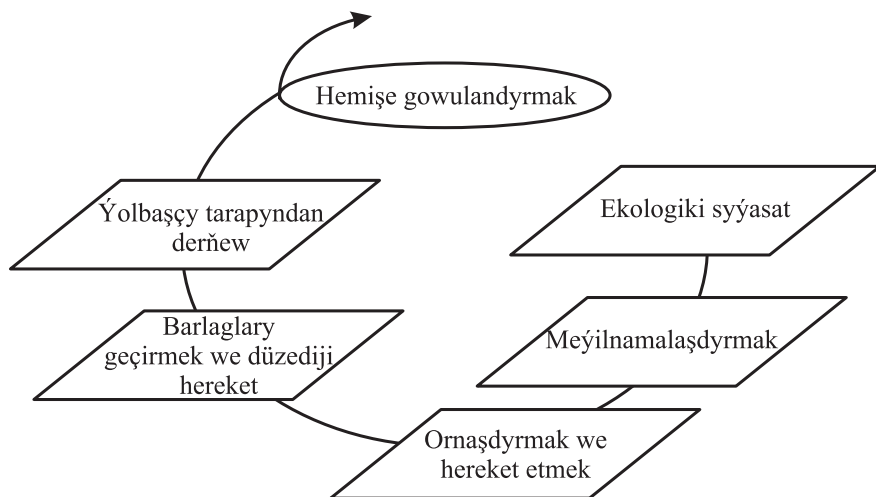 Hemişe gowulandyrmak
Ýolbaşçy tarapyndan
derňew
Ekologiki syýasat
Barlaglary
geçirmek we düzediji
hereket
Meýilnamalaşdyrmak
Ornaşdyrmak we
hereket etmek